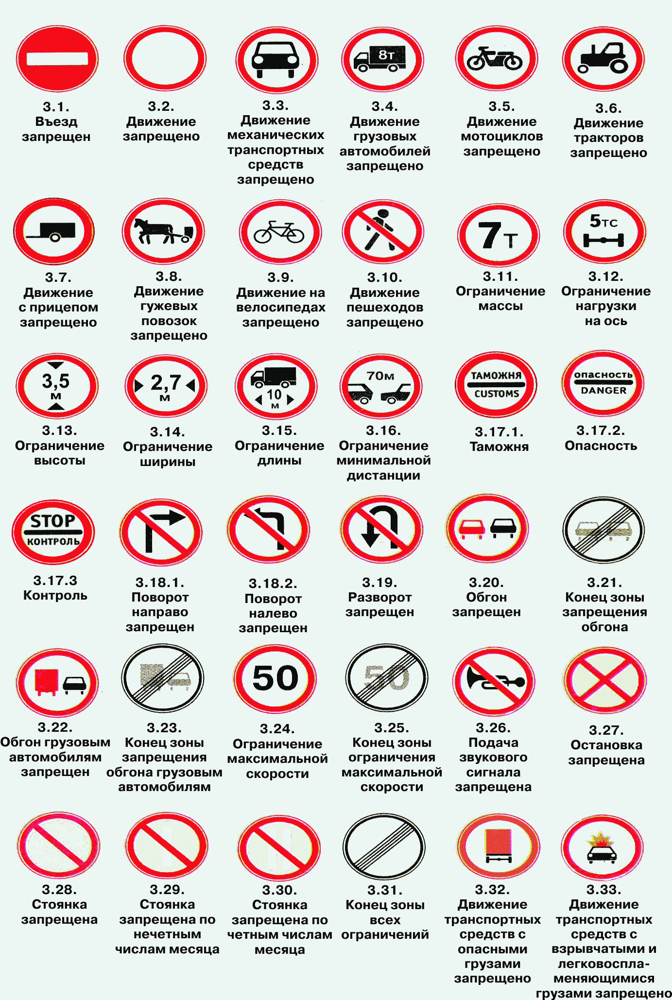 8т
3.1.
Въезд
запрещен
3.2.
Движение
запрещено
3.3.
Движение
механических
транспортных
средств
запрещено
3.4.
Движение
грузовых
автомобилей
запрещено
3.5.
Движение
мотоциклов
запрещено
3.6.
Движение
тракторов
запрещено
7т
5тс
3.7.
Движение
с прицепом
запрещено
3.8.
Движение
гужевых
повозок
запрещено
3.9.
Движение на
велосипедах
запрещено
3.10.
Движение
пешеходов
запрещено
3.11.
Ограничение
массы
3.12.
Ограничение
нагрузки
на ось
3,5
м
2,7
м
10
м
70м
ТАМОЖНЯ
CUSTOMS
опасность
DANGER
3.13.
Ограничение
высоты
3.14.
Ограничение
ширины
3.15.
Ограничение
длины
3.16.
Ограничение
минимальной
дистанции
3.17.1.
Таможня
3.17.2.
Опасность
STOP
КОНТРОЛЬ
3.17.3
Контроль
3.18.1.
Поворот
направо
запрещен
3.18.2.
Поворот
налево
запрещен
3.19.
Разворот
запрещен
3.20.
Обгон
запрещен
3.21.
Конец зоны
запрещения
обгона
50
50
3.22.
Обгон грузовым
автомобилям
запрещен
3.23.
Конец зоны
запрещения
обгона грузовым
автомобилям
3.24.
Ограничение
максимальной
скорости
3.25.
Конец зоны
ограничения
максимальной
скорости
3.26.
Подача
звукового
сигнала
запрещена
3.27.
Остановка
запрещена
3.28.
Стоянка
запрещена
3.29.
Стоянка
запрещена по
нечетным
числам месяца
3.30.
Стоянка
запрещена по
четным числам
месяца
3.31.
Конец зоны
всех
ограничений
3.32.
Движение
транспортных
средств с
опасными
грузами
запрещено
3.33.
Движение
транспортных
средств с
взрывчатыми и
легковоспла-
меняющимися
грузами запрещено